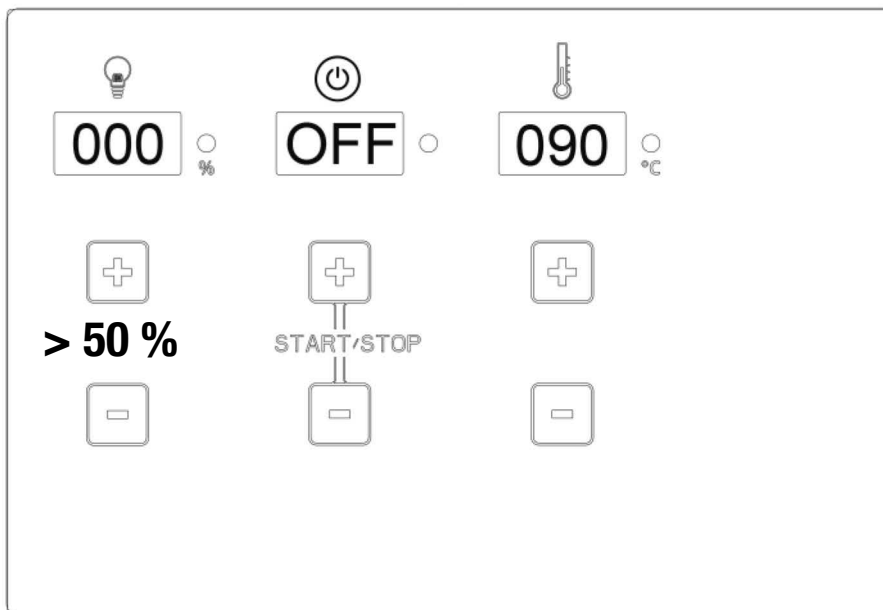 000 % OFF 090 °C
+ + +
> 50 % START/STOP
- - -